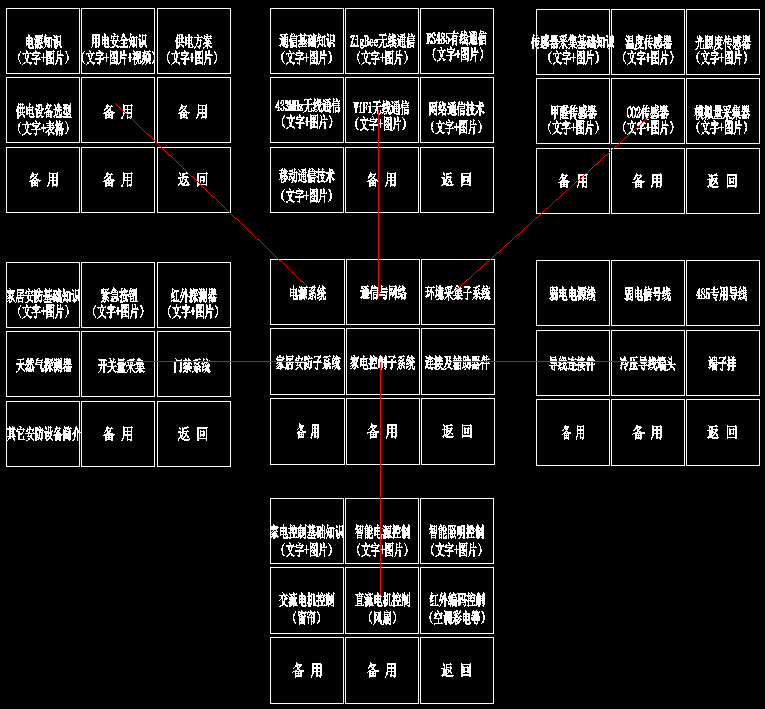 电源知识
(文字+图片)
用电安全知识
(文字+图片+视频)
供电方案
(文字+图片)
供电设备选型
(文字+表格)
备 用
备 用
备 用
备 用
返 回
通信基础知识
(文字+图片)
ZigBee无线通信
(文字+图片)
RS485有线通信
(文字+图片)
433MHz无线通信
(文字+图片)
WiFi无线通信
(文字+图片)
网络通信技术
(文字+图片)
移动通信技术
(文字+图片)
备 用
返 回
传感器采集基础知识
(文字+图片)
温度传感器
(文字+图片)
光照度传感器
(文字+图片)
甲醛传感器
(文字+图片)
CO2传感器
(文字+图片)
模拟量采集器
(文字+图片)
备 用
备 用
返 回
家居安防基础知识
(文字+图片)
紧急按钮
(文字+图片)
红外探测器
(文字+图片)
天然气探测器
开关量采集
门禁系统
其它安防设备简介
备 用
返 回
电源系统
通信与网络
环境采集子系统
家居安防子系统
家电控制子系统
连接及辅助器件
备 用
备 用
返 回
弱电电源线
弱电信号线
485专用导线
导线连接件
冷压导线端头
端子排
备 用
备 用
返 回
家电控制基础知识
(文字+图片)
智能电源控制
(文字+图片)
智能照明控制
(文字+图片)
交流电机控制
(窗帘)
直流电机控制
(风扇)
红外编码控制
(空调彩电等)
备 用
备 用
返 回